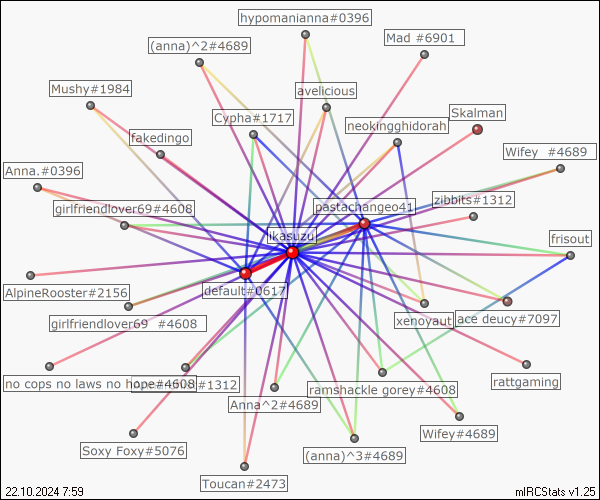 hypomanianna#0396
Mad #6901
(anna)^2#4689
Mushy#1984
avelicious
Skalman
Cypha#1717
neokingghidorah
fakedingo
Wifey #4689
Anna.#0396
zibbits#1312
girlfriendlover69#4608
pastachangeo41
ikasuzu
frisout
AlpineRooster#2156
default#0617
girlfriendlover69 #4608
xenoyaut
ace deucy#7097
no cops no laws no hope#4608
#1312
ramshackle gorey#4608
rattgaming
Anna^2#4689
Wifey#4689
Soxy Foxy#5076
(anna)^3#4689
Toucan#2473
22.10.2024 7:59
mIRCStats v1.25